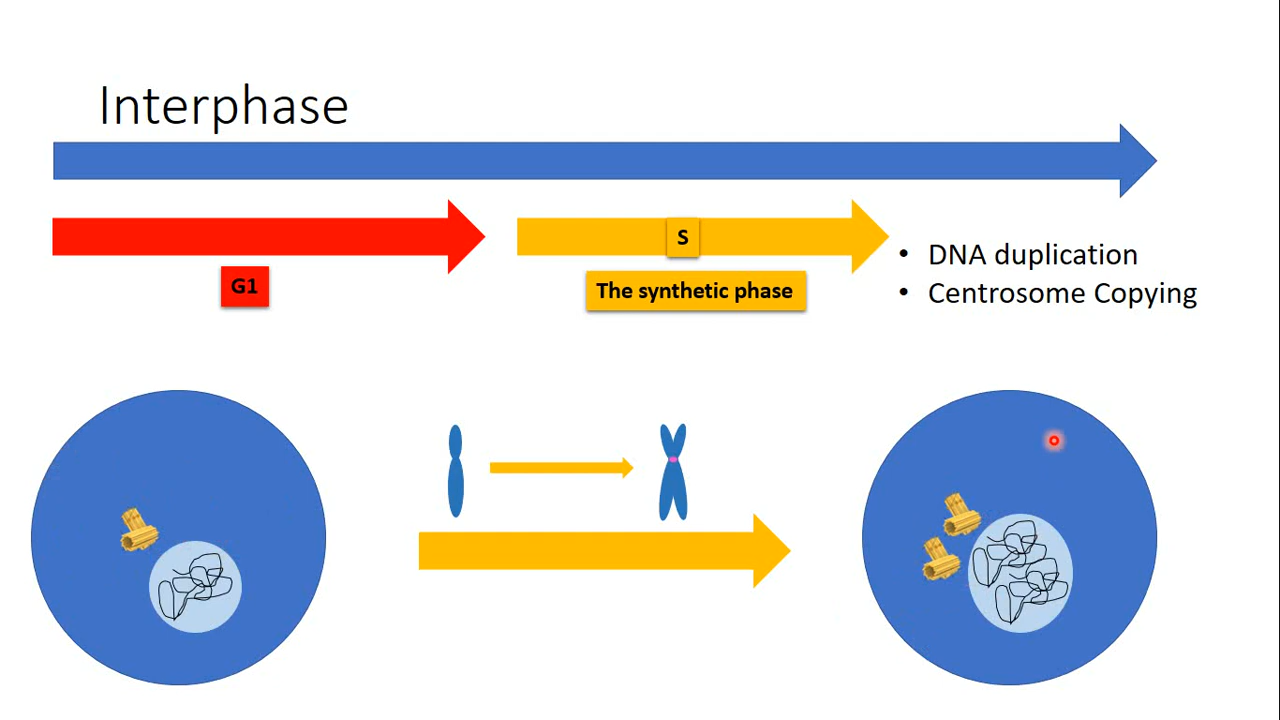 Interphase
S
G1
The synthetic phase
• DNA duplication
• Centrosome Copying